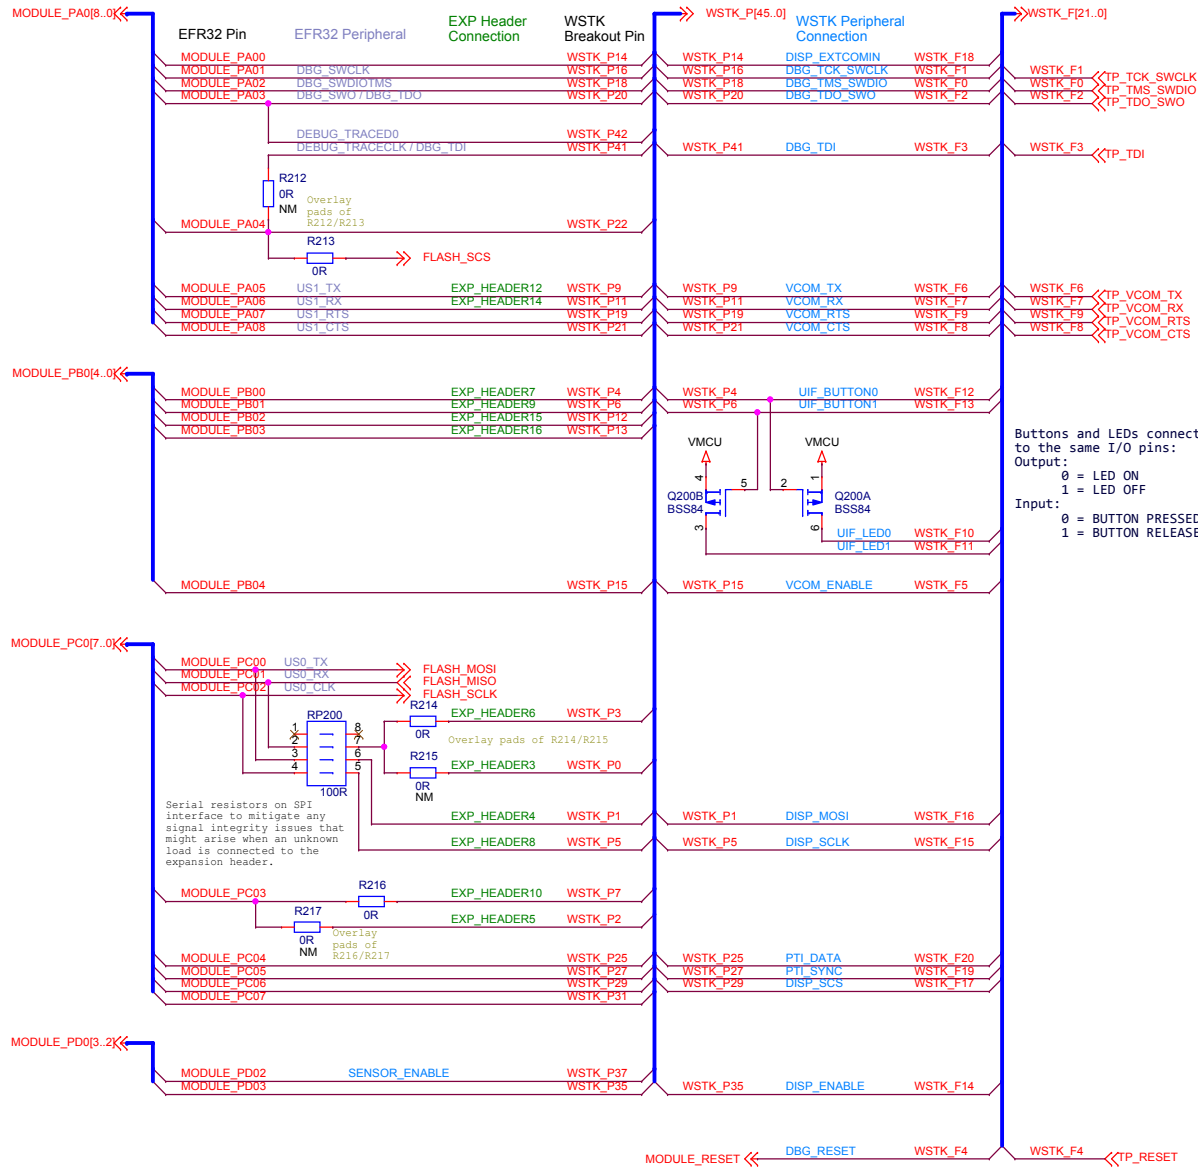 MODULE_PA0[8..0]
WSTK_P[45..0]
WSTK_F[21..0]
EFR32 Pin
EFR32 Peripheral
EXP Header
Connection
WSTK
Breakout Pin
WSTK Peripheral
Connection
MODULE_PA00 WSTK_P14 WSTK_P14 DISP_EXTCOMIN WSTK_F18
MODULE_PA01 DBG_SWCLK WSTK_P16 WSTK_P16 DBG_TCK_SWCLK WSTK_F1 WSTK_F1 TP_TCK_SWCLK
MODULE_PA02 DBG_SWDIOTMS WSTK_P18 WSTK_P18 DBG_TMS_SWDIO WSTK_F0 WSTK_F0 TP_TMS_SWDIO
MODULE_PA03 DBG_SWO / DBG_TDO WSTK_P20 WSTK_P20 DBG_TDO_SWO WSTK_F2 WSTK_F2 TP_TDO_SWO
DEBUG_TRACED0 WSTK_P42
DEBUG_TRACECLK / DBG_TDI WSTK_P41 WSTK_P41 DBG_TDI WSTK_F3 WSTK_F3 TP_TDI
R212
0R
NM
Overlay
pads of
R212/R213
MODULE_PA04 WSTK_P22
R213
0R
FLASH_SCS
MODULE_PA05 US1_TX EXP_HEADER12 WSTK_P9 WSTK_P9 VCOM_TX WSTK_F6 WSTK_F6 TP_VCOM_TX
MODULE_PA06 US1_RX EXP_HEADER14 WSTK_P11 WSTK_P11 VCOM_RX WSTK_F7 WSTK_F7 TP_VCOM_RX
MODULE_PA07 US1_RTS WSTK_P19 WSTK_P19 VCOM_RTS WSTK_F9 WSTK_F9 TP_VCOM_RTS
MODULE_PA08 US1_CTS WSTK_P21 WSTK_P21 VCOM_CTS WSTK_F8 WSTK_F8 TP_VCOM_CTS
MODULE_PB0[4..0]
MODULE_PB00 EXP_HEADER7 WSTK_P4 WSTK_P4 UIF_BUTTON0 WSTK_F12
MODULE_PB01 EXP_HEADER9 WSTK_P6 WSTK_P6 UIF_BUTTON1 WSTK_F13
MODULE_PB02 EXP_HEADER15 WSTK_P12
MODULE_PB03 EXP_HEADER16 WSTK_P13
VMCU VMCU
4 5 2 1
Q200B
BSS84
Q200A
BSS84
3 6
UIF_LED0 WSTK_F10
UIF_LED1 WSTK_F11
Buttons and LEDs connect
to the same I/O pins:
Output:
0 = LED ON
1 = LED OFF
Input:
0 = BUTTON PRESSED
1 = BUTTON RELEASE
MODULE_PB04 WSTK_P15 WSTK_P15 VCOM_ENABLE WSTK_F5
MODULE_PC0[7..0]
MODULE_PC00 US0_TX FLASH_MOSI
MODULE_PC01 US0_RX FLASH_MISO
MODULE_PC02 US0_CLK FLASH_SCLK
RP200
1 8
2 7
3 6
4 5
100R
R214
0R
EXP_HEADER6 WSTK_P3
Overlay pads of R214/R215
R215
0R
NM
EXP_HEADER3 WSTK_P0
Serial resistors on SPI
interface to mitigate any
signal integrity issues that
might arise when an unknown
load is connected to the
expansion header.
EXP_HEADER4 WSTK_P1 WSTK_P1 DISP_MOSI WSTK_F16
EXP_HEADER8 WSTK_P5 WSTK_P5 DISP_SCLK WSTK_F15
MODULE_PC03
R216
0R
EXP_HEADER10 WSTK_P7
R217
0R
NM
EXP_HEADER5 WSTK_P2
Overlay
pads of
R216/R217
MODULE_PC04 WSTK_P25 WSTK_P25 PTI_DATA WSTK_F20
MODULE_PC05 WSTK_P27 WSTK_P27 PTI_SYNC WSTK_F19
MODULE_PC06 WSTK_P29 WSTK_P29 DISP_SCS WSTK_F17
MODULE_PC07 WSTK_P31
MODULE_PD0[3..2]
MODULE_PD02 SENSOR_ENABLE WSTK_P37
MODULE_PD03 WSTK_P35 WSTK_P35 DISP_ENABLE WSTK_F14
MODULE_RESET DBG_RESET WSTK_F4 WSTK_F4 TP_RESET